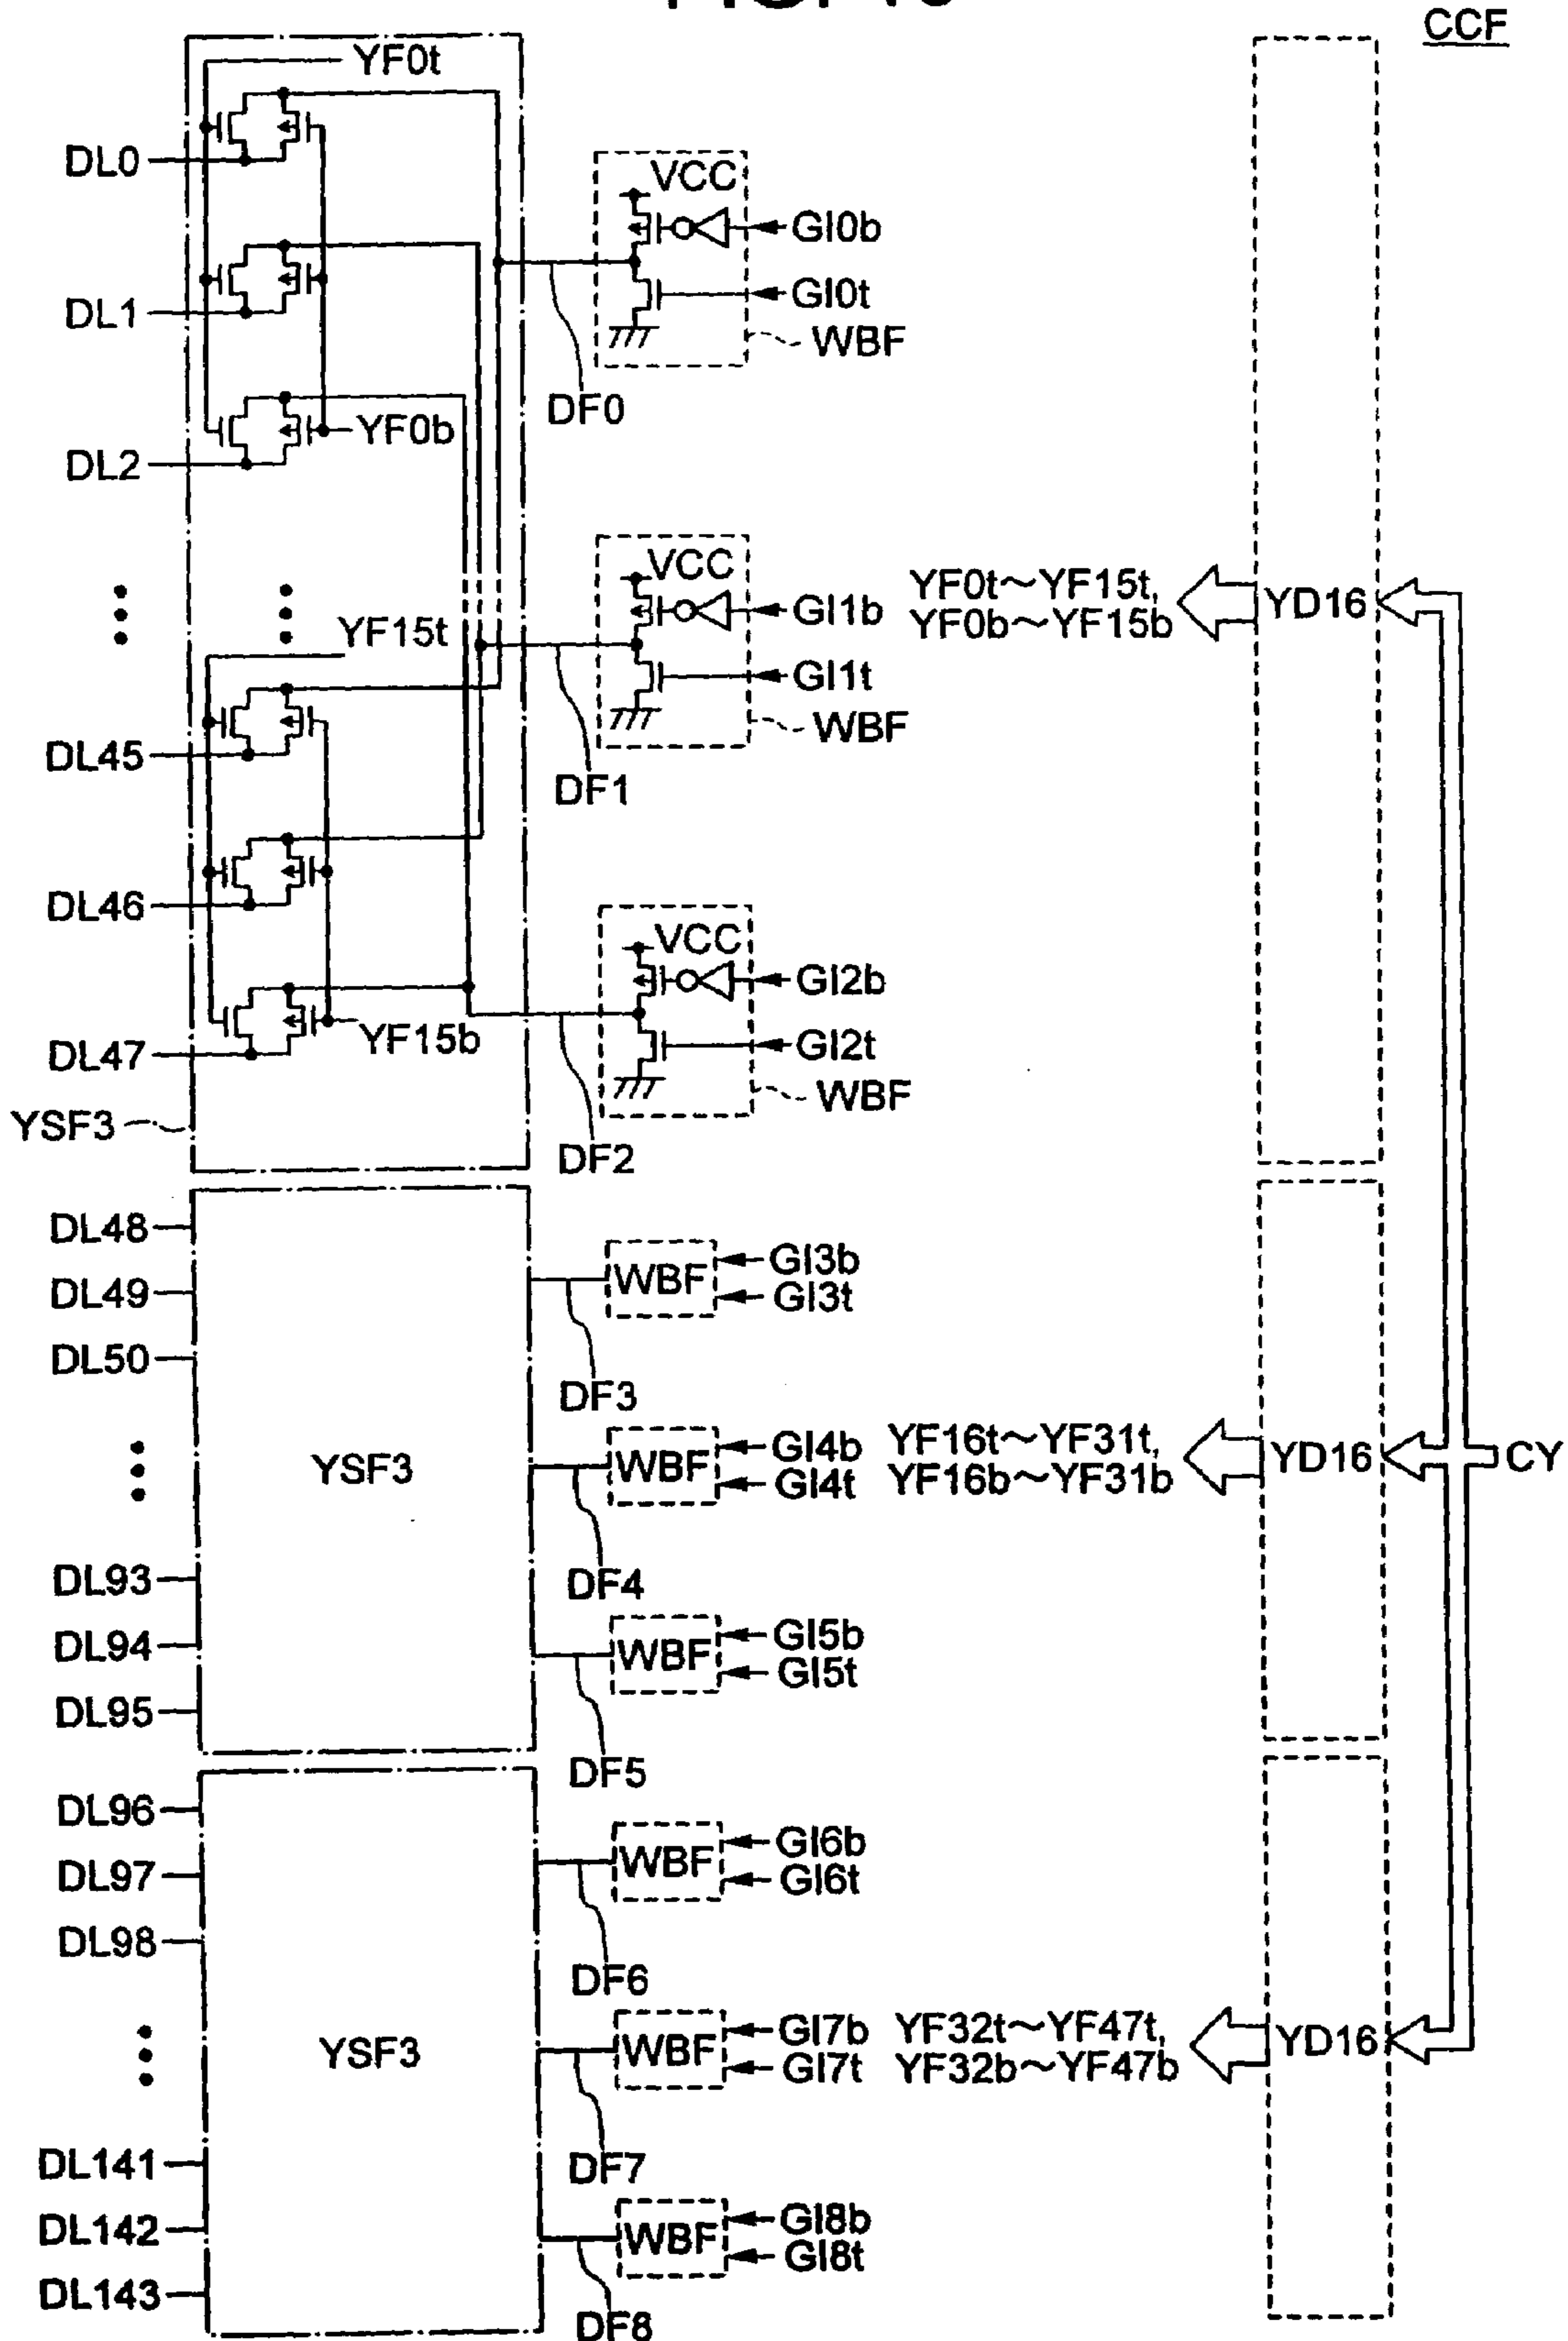 CCF
YF0t
DL0
VCC
GI0b
DL1
GI0t
WBF
DF0
YF0b
DL2
VCC
GI1b
YF0t～YF15t,
YF0b～YF15b
YD16
YF15t
GI1t
WBF
DL45
DF1
DL46
VCC
GI2b
YF15b
GI2t
DL47
WBF
YSF3
DF2
DL48
GI3b
WBF
GI3t
DL49
DL50
DF3
YSF3
GI4b
WBF
GI4t
YF16t～YF31t,
YF16b～YF31b
YD16
CY
DL93
DF4
DL94
GI5b
WBF
GI5t
DL95
DF5
DL96
GI6b
WBF
GI6t
DL97
DL98
DF6
YSF3
GI7b
WBF
GI7t
YF32t～YF47t,
YF32b～YF47b
YD16
DL141
DF7
DL142
GI8b
WBF
GI8t
DL143
DF8